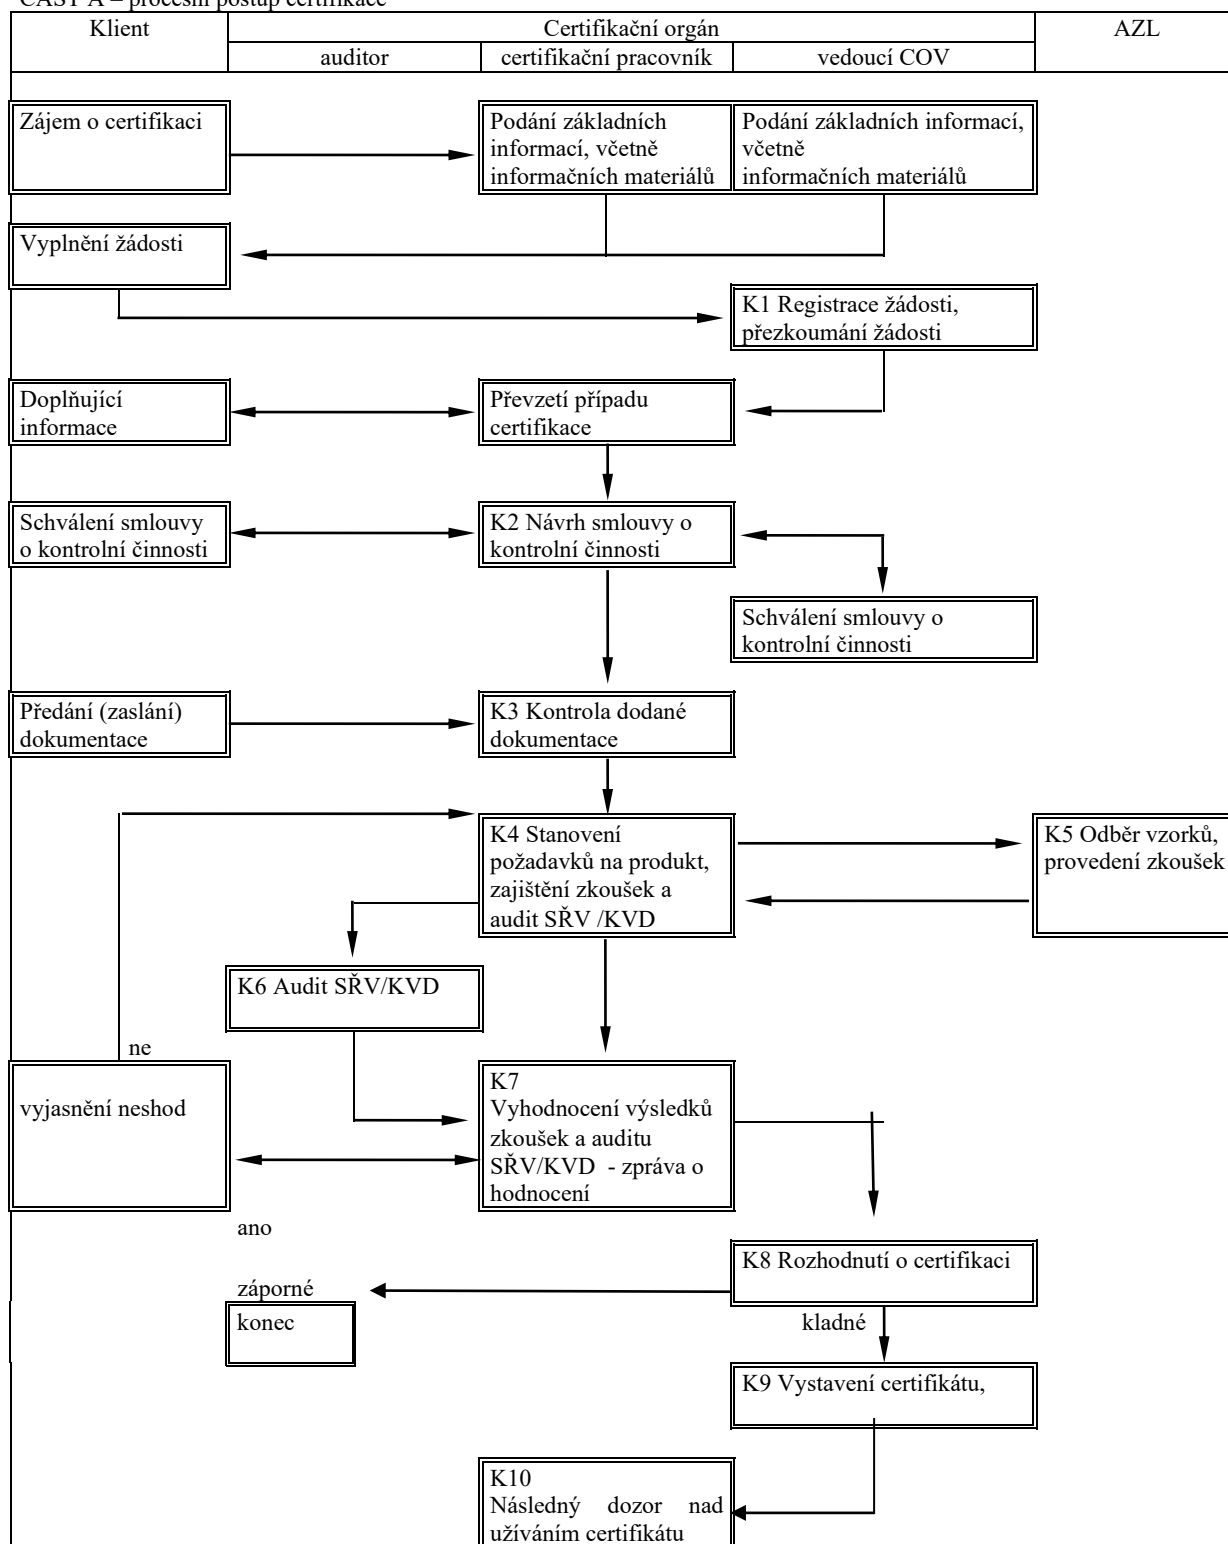 ČÁST A – procesní postup certifikace
Klient
Certifikační orgán
AZL
auditor
certifikační pracovník
vedoucí COV
Zájem o certifikaci
Podání základních
informací, včetně
informačních materiálů
Podání základních informací,
včetně
informačních materiálů
Vyplnění žádosti
K1 Registrace žádosti,
přezkoumání žádosti
Doplňující
informace
Převzetí případu
certifikace
Schválení smlouvy
o kontrolní činnosti
K2 Návrh smlouvy o
kontrolní činnosti
Schválení smlouvy o
kontrolní činnosti
Předání (zaslání)
dokumentace
K3 Kontrola dodané
dokumentace
K4 Stanovení
požadavků na produkt,
zajištění zkoušek a
audit SŘV /KVD
K5 Odběr vzorků,
provedení zkoušek
K6 Audit SŘV/KVD
ne
vyjasnění neshod
K7
Vyhodnocení výsledků
zkoušek a auditu
SŘV/KVD - zpráva o
hodnocení
ano
K8 Rozhodnutí o certifikaci
záporné
konec
kladné
K9 Vystavení certifikátu,
K10
Následný dozor nad
užíváním certifikátu